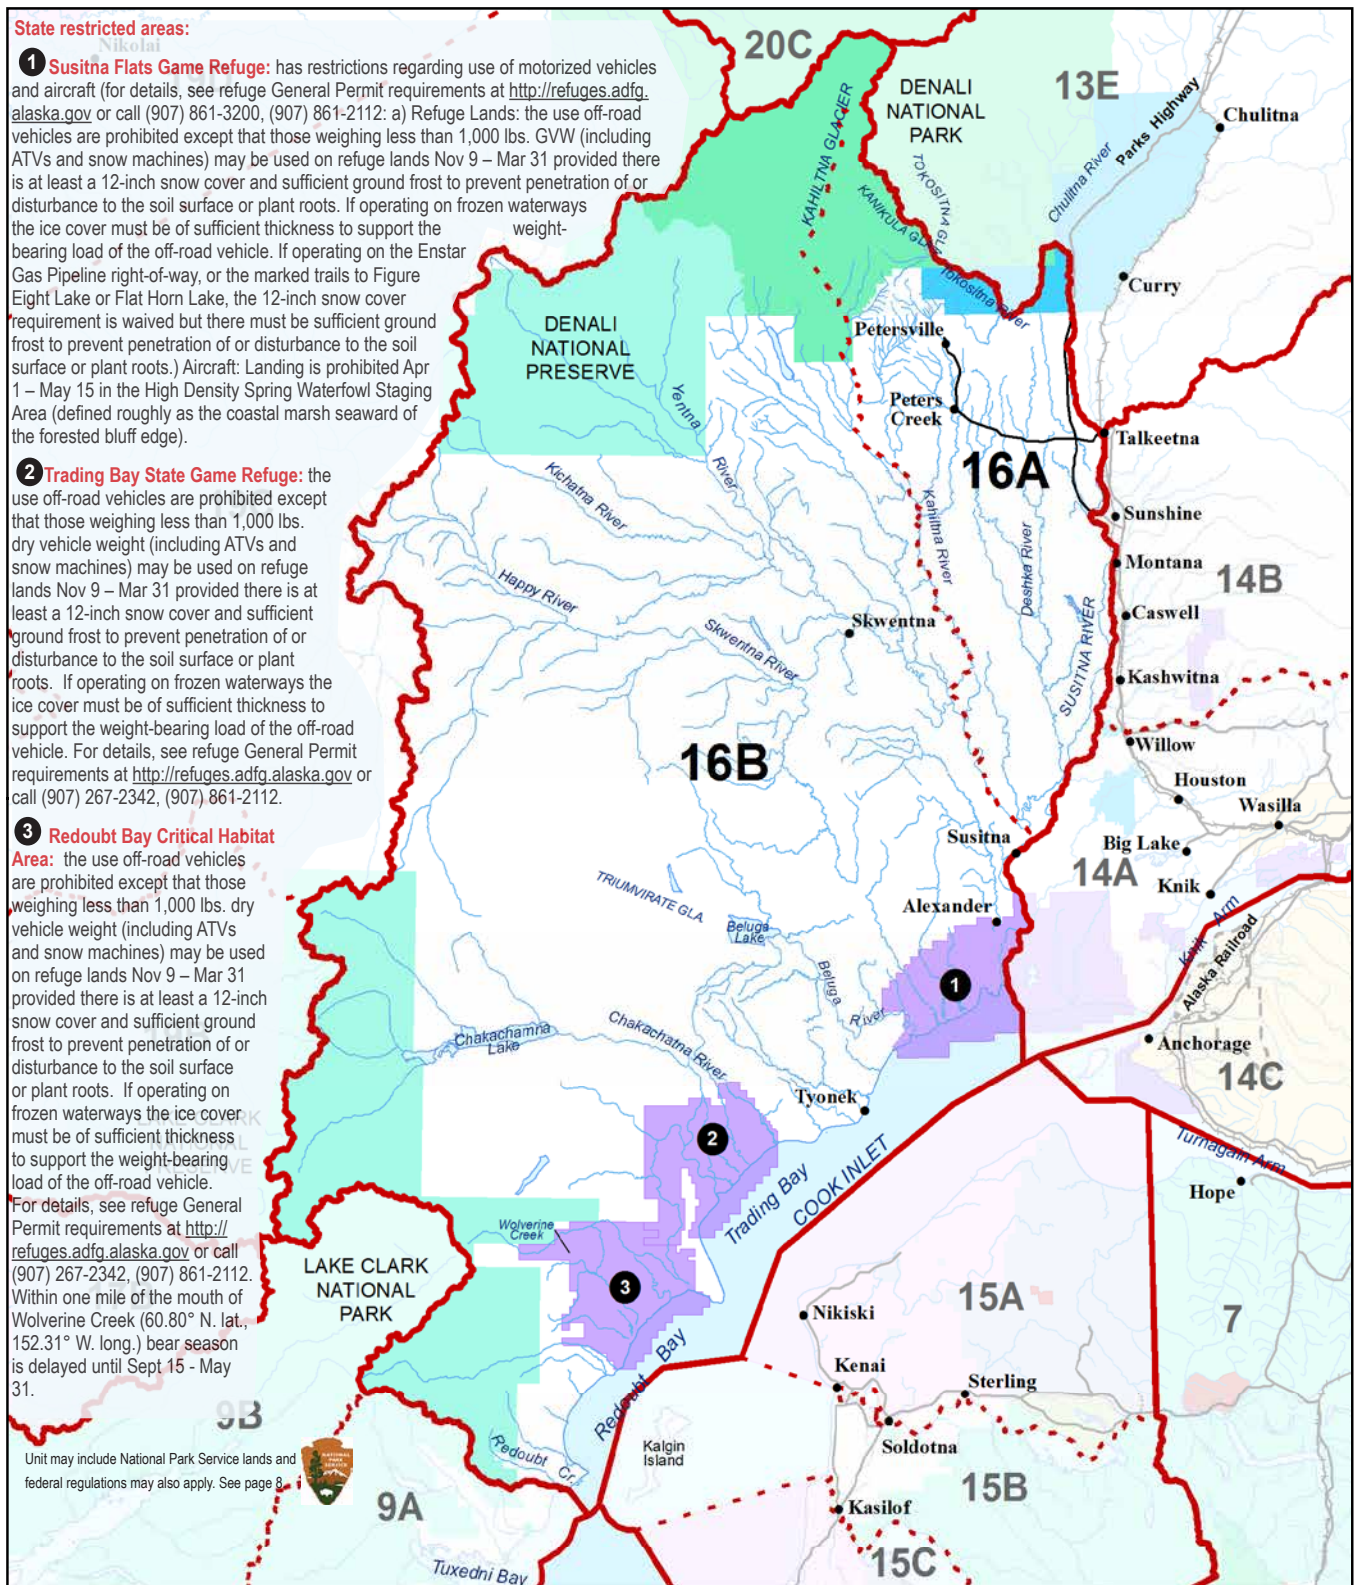 State restricted areas:
1 Susitna Flats Game Refuge: has restrictions regarding use of motorized vehicles
and aircraft (for details, see refuge General Permit requirements at http://refuges.adfg.
alaska.gov or call (907) 861-3200, (907) 861-2112: a) Refuge Lands: the use off-road
vehicles are prohibited except that those weighing less than 1,000 lbs. GVW (including
ATVs and snow machines) may be used on refuge lands Nov 9 – Mar 31 provided there
is at least a 12-inch snow cover and sufficient ground frost to prevent penetration of or
disturbance to the soil surface or plant roots. If operating on frozen waterways
the ice cover must be of sufficient thickness to support the weight-
bearing load of the off-road vehicle. If operating on the Enstar
Gas Pipeline right-of-way, or the marked trails to Figure
Eight Lake or Flat Horn Lake, the 12-inch snow cover
requirement is waived but there must be sufficient ground
frost to prevent penetration of or disturbance to the soil
surface or plant roots.) Aircraft: Landing is prohibited Apr
1 – May 15 in the High Density Spring Waterfowl Staging
Area (defined roughly as the coastal marsh seaward of
the forested bluff edge).
2 Trading Bay State Game Refuge: the
use off-road vehicles are prohibited except
that those weighing less than 1,000 lbs.
dry vehicle weight (including ATVs and
snow machines) may be used on refuge
lands Nov 9 – Mar 31 provided there is at
least a 12-inch snow cover and sufficient
ground frost to prevent penetration of or
disturbance to the soil surface or plant
roots. If operating on frozen waterways the
ice cover must be of sufficient thickness to
support the weight-bearing load of the off-road
vehicle. For details, see refuge General Permit
requirements at http://refuges.adfg.alaska.gov or
call (907) 267-2342, (907) 861-2112.
3 Redoubt Bay Critical Habitat
Area: the use off-road vehicles
are prohibited except that those
weighing less than 1,000 lbs. dry
vehicle weight (including ATVs
and snow machines) may be used
on refuge lands Nov 9 – Mar 31
provided there is at least a 12-inch
snow cover and sufficient ground
frost to prevent penetration of or
disturbance to the soil surface
or plant roots. If operating on
frozen waterways the ice cover
must be of sufficient thickness
to support the weight-bearing
load of the off-road vehicle.
For details, see refuge General
Permit requirements at http://
refuges.adfg.alaska.gov or call
(907) 267-2342, (907) 861-2112.
Within one mile of the mouth of
Wolverine Creek (60.80° N. lat.,
152.31° W. long.) bear season
is delayed until Sept 15 - May
31.
Unit may include National Park Service lands and
federal regulations may also apply. See page 8.
NATIONAL
PARK
SERVICE
Nikolai
20C
13E
DENALI
NATIONAL
PARK
Parks Highway
Chulitna
Chulitna River
KAHILTNA GLACIER
TOKOSITNA GLA.
KANIKULA GLA.
Tokositna River
Curry
DENALI
NATIONAL
PRESERVE
Petersville
Peters
Creek
Yentna
River
Talkeetna
16A
Kichatna River
Kahiltna River
Deshka River
Sunshine
Montana
14B
Happy River
Caswell
Skwentna
Skwentna River
SUSITNA RIVER
Kashwitna
16B
Willow
Houston
Wasilla
Susitna
Big Lake
14A
Knik
TRIUMVIRATE GLA.
Alexander
Knik Arm
Beluga
Lake
Alaska Railroad
Beluga
River
1
Chakachamna
Lake
Chakachatna River
Anchorage
14C
Tyonek
LAKE CLARK
NATIONAL
PRESERVE
2
Turnagain Arm
Trading Bay
COOK INLET
Hope
Wolverine
Creek
LAKE CLARK
NATIONAL
PARK
3
17B
15A
Nikiski
7
Redoubt Bay
Kenai
Sterling
9B
Soldotna
Kalgin
Island
Redoubt Cr.
15B
9A
Kasilof
15C
Tuxedni Bay